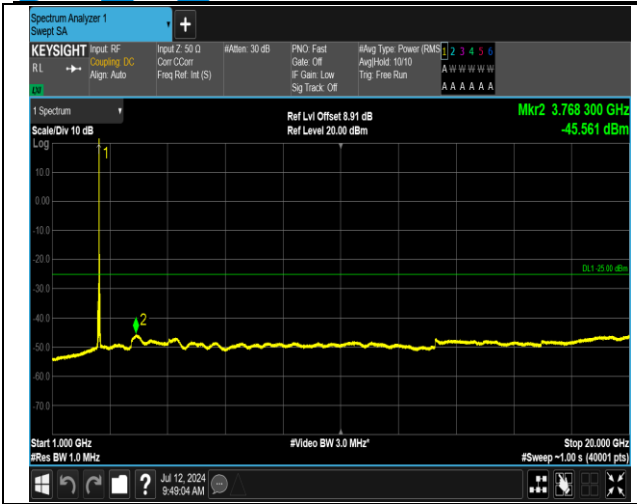 Spectrum Analyzer 1
Swept SA
KEYSIGHT
RL
Input: RF
Coupling: DC
Align: Auto
Input Z: 50 Ω
Corr CCorr
Freq Ref: Int (S)
#Atten: 30 dB
PNO: Fast
Gate: Off
IF Gain: Low
Sig Track: Off
#Avg Type: Power (RMS
Avg|Hold: 10/10
Trig: Free Run
1 2 3 4 5 6
A W W W W W
A A A A A A
1 Spectrum
Scale/Div 10 dB
Log
Ref Lvl Offset 8.91 dB
Ref Level 20.00 dBm
Mkr2 3.768 300 GHz
-45.561 dBm
1
10.0
0.00
-10.0
-20.0
DL1 -25.00 dBm
-30.0
-40.0
2
-50.0
-60.0
-70.0
Start 1.000 GHz
#Res BW 1.0 MHz
#Video BW 3.0 MHz*
Stop 20.000 GHz
#Sweep ~1.00 s (40001 pts)
?
Jul 12, 2024
9:49:04 AM